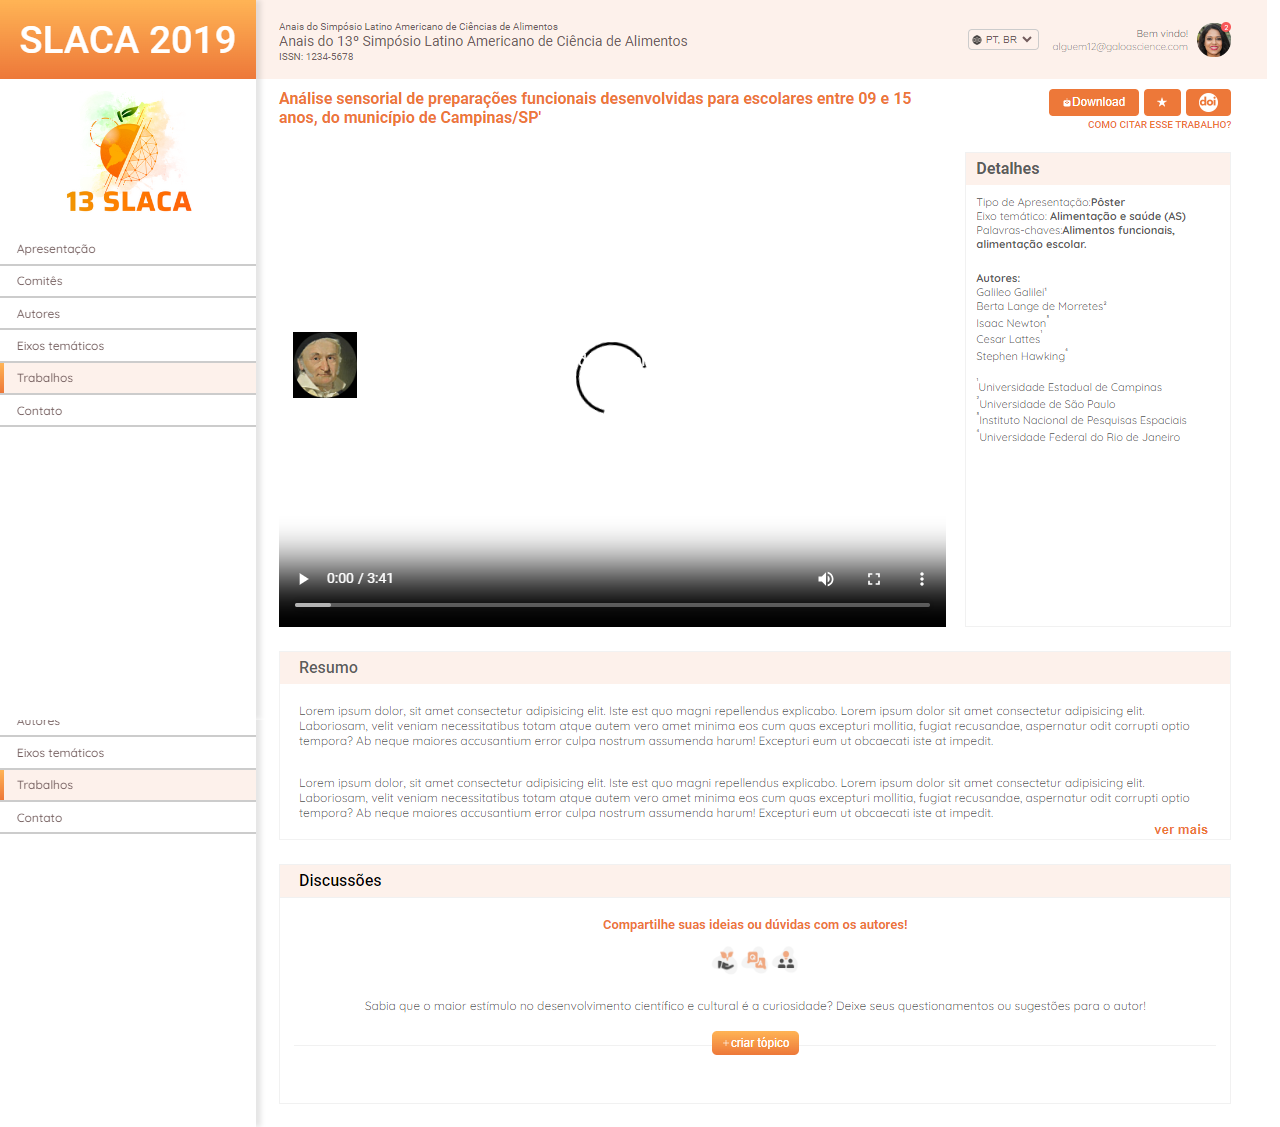 SLACA 2019
Anais do Simpósio Latino Americano de Ciências de Alimentos
Anais do 13º Simpósio Latino Americano de Ciência de Alimentos
ISSN: 1234-5678
PT, BR
Bem vindo!
alguem12@galoascience.com
2
13 SLACA
Apresentação
Comitês
Autores
Eixos temáticos
Trabalhos
Contato
Análise sensorial de preparações funcionais desenvolvidas para escolares entre 09 e 15
anos, do município de Campinas/SP'
Download
★
doi
COMO CITAR ESSE TRABALHO?
0:00 / 3:41
Detalhes
Tipo de Apresentação:Pôster
Eixo temático: Alimentação e saúde (AS)
Palavras-chaves:Alimentos funcionais,
alimentação escolar.
Autores:
Galileo Galilei¹
Berta Lange de Morretes²
Isaac Newton³
Cesar Lattes¹
Stephen Hawking⁴
¹Universidade Estadual de Campinas
²Universidade de São Paulo
³Instituto Nacional de Pesquisas Espaciais
⁴Universidade Federal do Rio de Janeiro
Resumo
Lorem ipsum dolor, sit amet consectetur adipisicing elit. Iste est quo magni repellendus explicabo. Lorem ipsum dolor sit amet consectetur adipisicing elit.
Laboriosam, velit veniam necessitatibus totam atque autem vero amet minima eos cum quas excepturi mollitia, fugiat recusandae, aspernatur odit corrupti optio
tempora? Ab neque maiores accusantium error culpa nostrum assumenda harum! Excepturi eum ut obcaecati iste at impedit.
Lorem ipsum dolor, sit amet consectetur adipisicing elit. Iste est quo magni repellendus explicabo. Lorem ipsum dolor sit amet consectetur adipisicing elit.
Laboriosam, velit veniam necessitatibus totam atque autem vero amet minima eos cum quas excepturi mollitia, fugiat recusandae, aspernatur odit corrupti optio
tempora? Ab neque maiores accusantium error culpa nostrum assumenda harum! Excepturi eum ut obcaecati iste at impedit.
ver mais
Autores
Eixos temáticos
Trabalhos
Contato
Discussões
Compartilhe suas ideias ou dúvidas com os autores!
Sabia que o maior estímulo no desenvolvimento científico e cultural é a curiosidade? Deixe seus questionamentos ou sugestões para o autor!
+criar tòpico